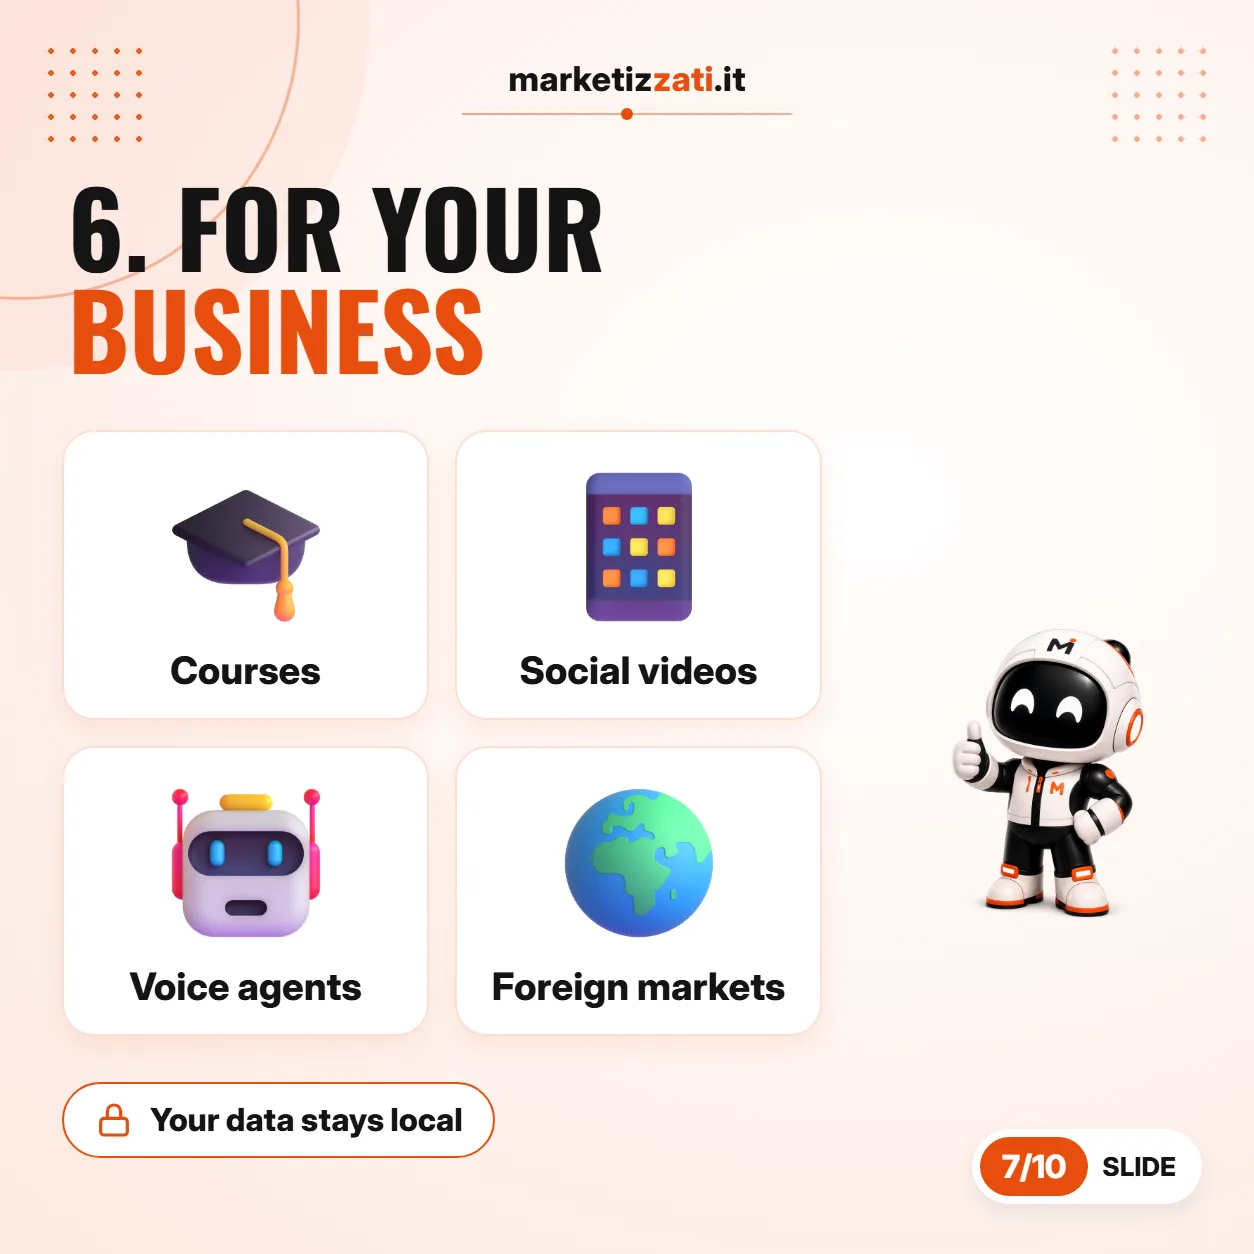 marketizzati.it
6. FOR YOUR
BUSINESS
Courses
Social videos
Voice agents
Foreign markets
M
M
Your data stays local
7/10 SLIDE